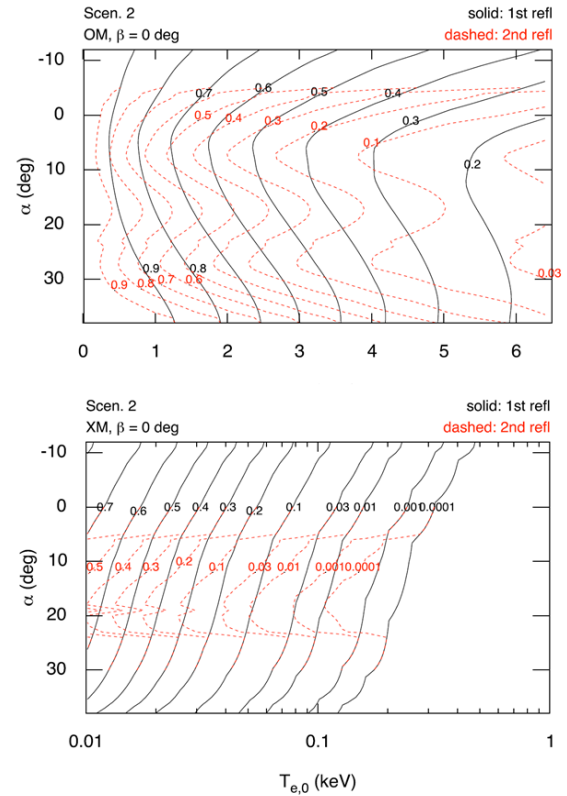 Scen. 2 solid: 1st refl
OM, β = 0 deg dashed: 2nd refl
-10
0
10
20
30
α (deg)
0.7 0.6 0.5 0.4
0.5 0.4 0.3 0.2 0.3
0.1
0.2
0.9 0.8
0.9 0.8 0.7 0.6 0.03
0 1 2 3 4 5 6
Scen. 2 solid: 1st refl
XM, β = 0 deg dashed: 2nd refl
-10
0
10
20
30
α (deg)
0.7 0.6 0.5 0.4 0.3 0.2 0.1 0.03 0.01 0.001 0.0001
0.5 0.4 0.3 0.2 0.1 0.03 0.01 0.001 0.0001
0.01 0.1 1
Te,0 (keV)